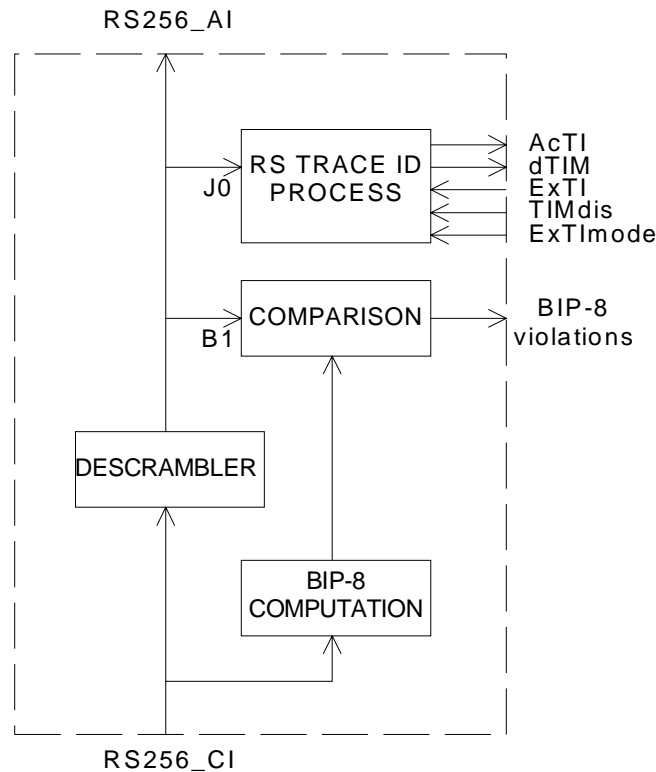 RS256_AI
RS TRACE ID
PROCESS
J0
AcTI
dTIM
ExTI
TIMdis
ExTImode
COMPARISON
B1
BIP-8
violations
DESCRAMBLER
BIP-8
COMPUTATION
RS256_CI